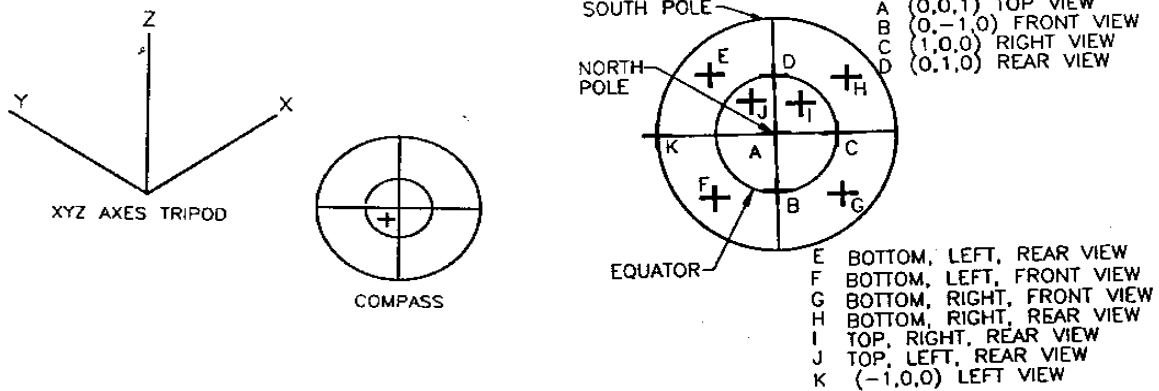 Z
Y
X
XYZ AXES TRIPOD
COMPASS
SOUTH POLE
NORTH
POLE
EQUATOR
E
D
H
J
I
K
A
C
F
B
G
A (0,0,1) TOP VIEW
B (0,-1,0) FRONT VIEW
C (1,0,0) RIGHT VIEW
D (0,1,0) REAR VIEW
E BOTTOM, LEFT, REAR VIEW
F BOTTOM, LEFT, FRONT VIEW
G BOTTOM, RIGHT, FRONT VIEW
H BOTTOM, RIGHT, REAR VIEW
I TOP, RIGHT, REAR VIEW
J TOP, LEFT, REAR VIEW
K (-1,0,0) LEFT VIEW